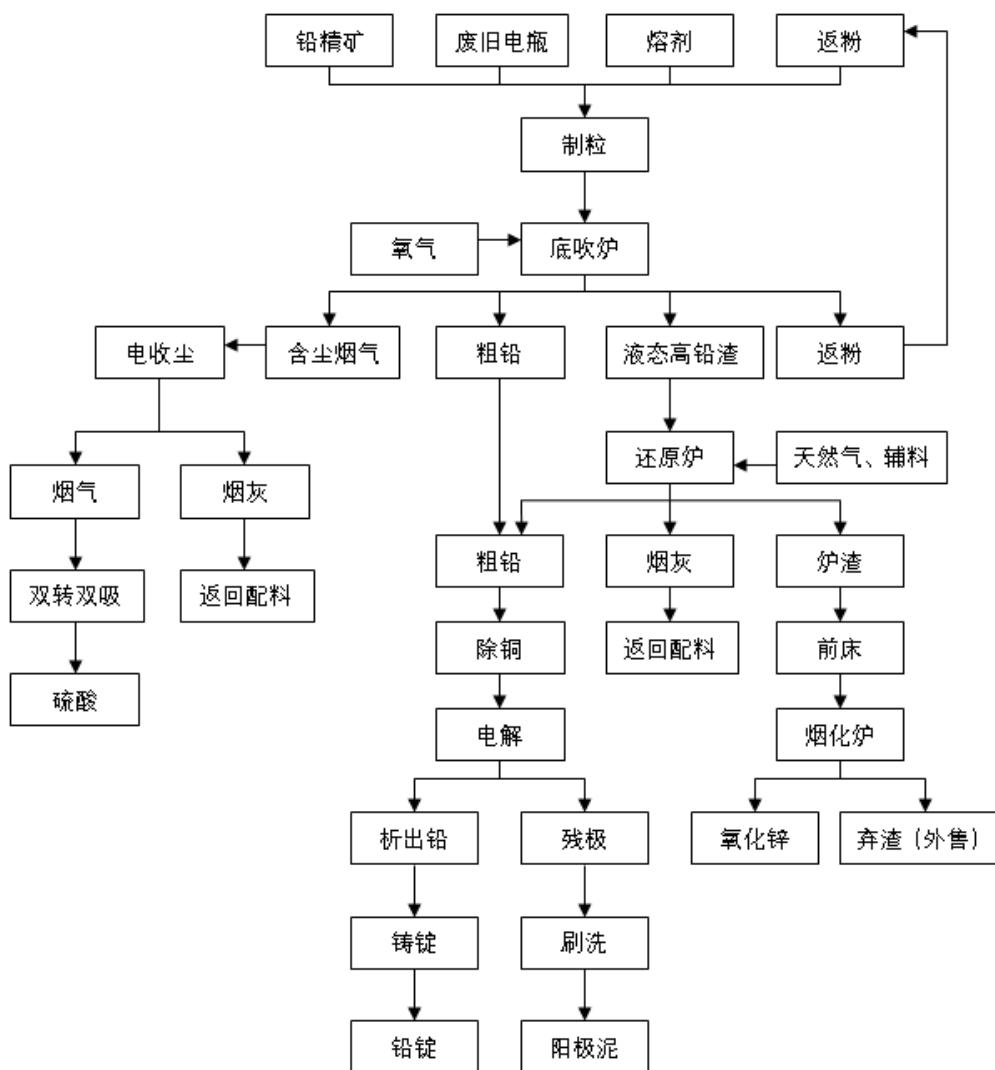 铅精矿
废旧电瓶
熔剂
返粉
制粒
氧气
底吹炉
电收尘
含尘烟气
粗铅
液态高铅渣
返粉
还原炉
天然气、辅料
烟气
烟灰
粗铅
烟灰
炉渣
双转双吸
返回配料
除铜
返回配料
前床
硫酸
电解
烟化炉
析出铅
残极
氧化锌
弃渣（外售）
铸锭
刷洗
铅锭
阳极泥